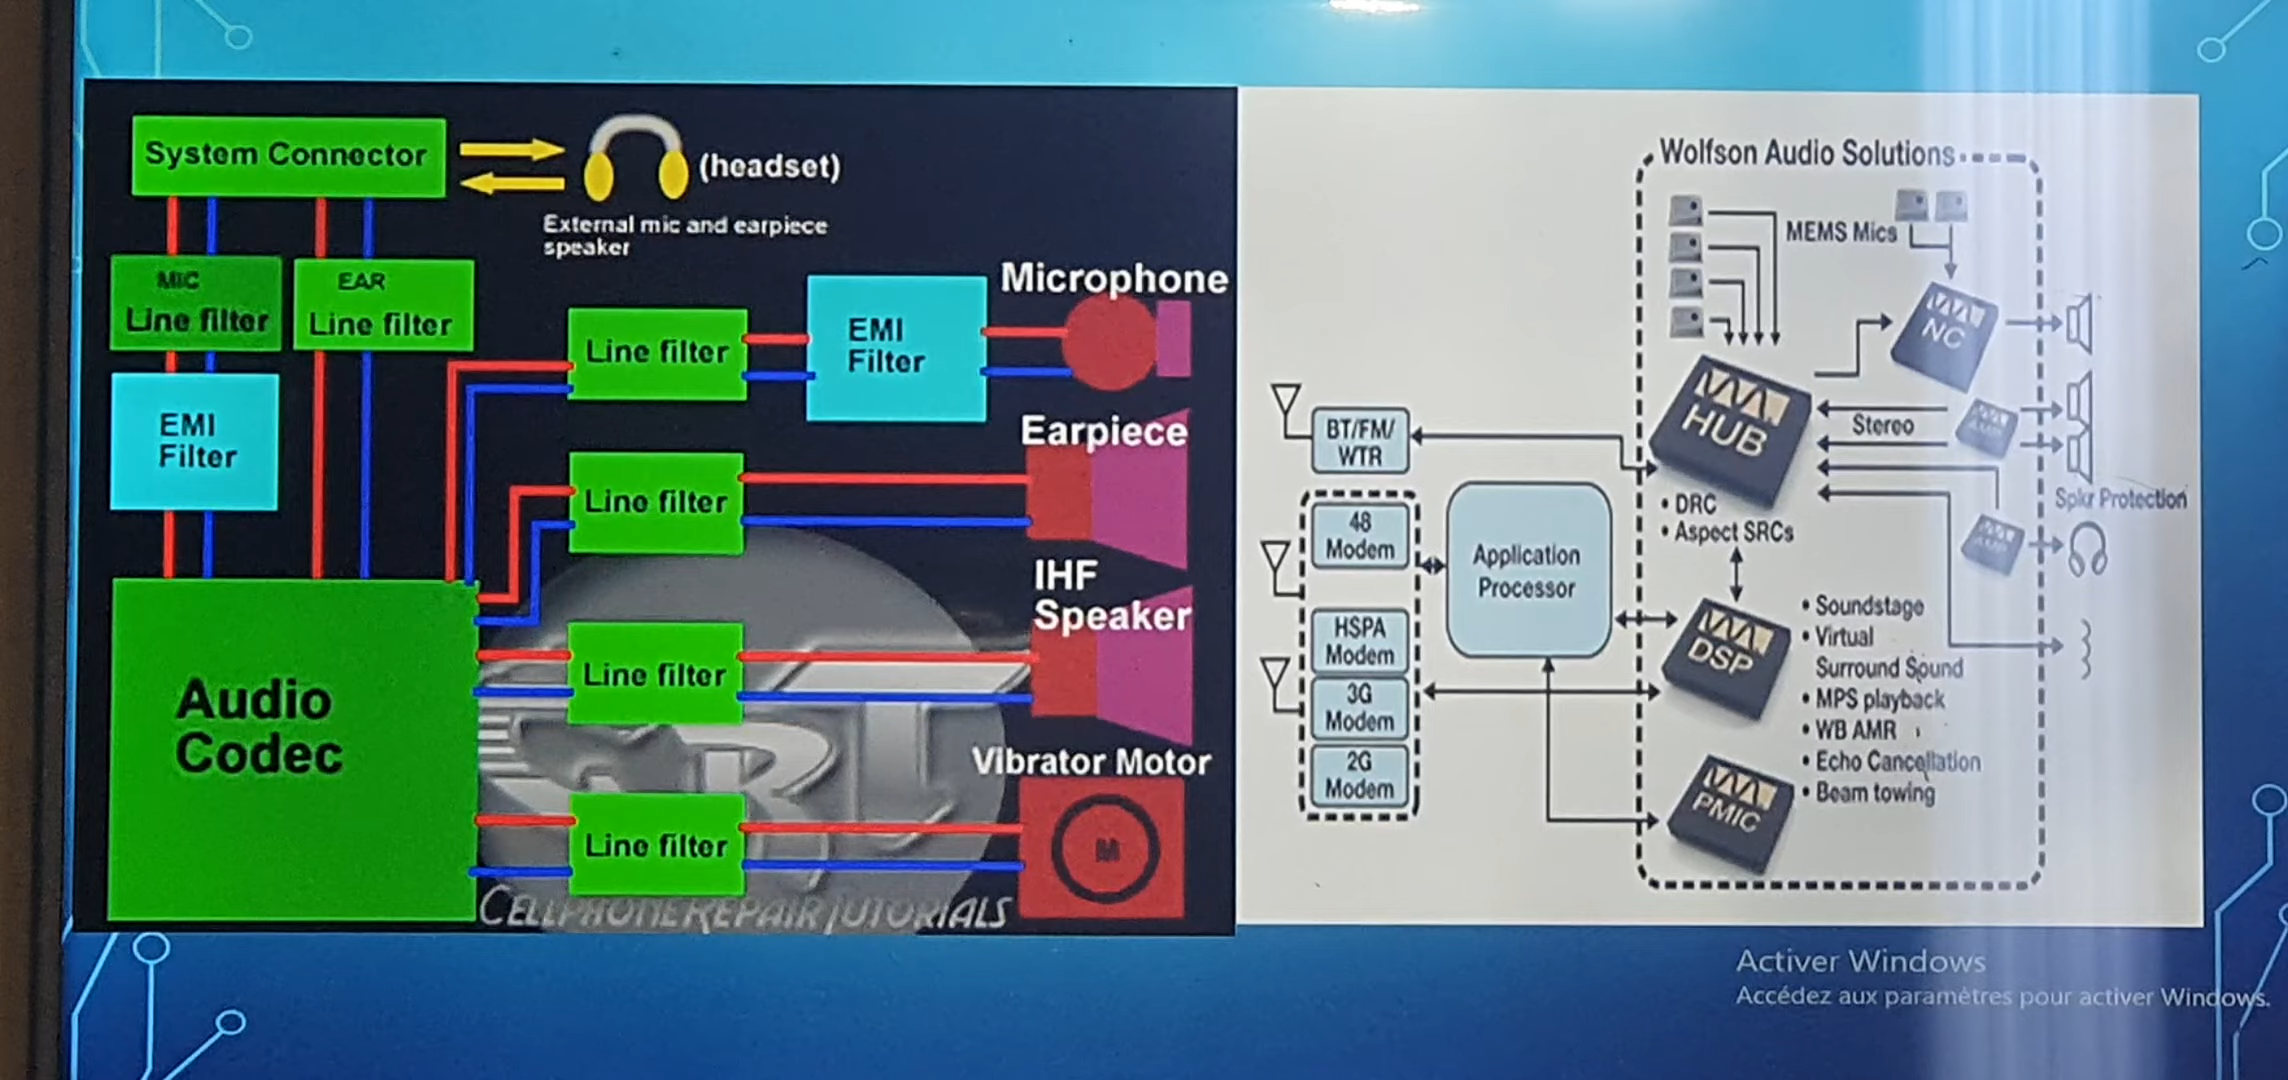 System Connector
(headset)
External mic and earpiece
speaker
MIC
Line filter
EAR
Line filter
EMI
Filter
Line filter
EMI
Filter
Microphone
Line filter
Earpiece
Audio
Codec
Line filter
IHF
Speaker
Line filter
Vibrator Motor
M
CELLPHONE REPAIR TUTORIALS
Wolfson Audio Solutions
MEMS Mics
NC
HUB
Stereo
Spkr Protection
• DRC
• Aspect SRCs
BT/FM/
WTR
48
Modem
HSPA
Modem
3G
Modem
2G
Modem
Application
Processor
DSP
• Soundstage
• Virtual
Surround Sound
• MPS playback
• WB AMR
• Echo Cancellation
• Beam towing
PMIC
Activer Windows
Accédez aux paramètres pour activer Windows.